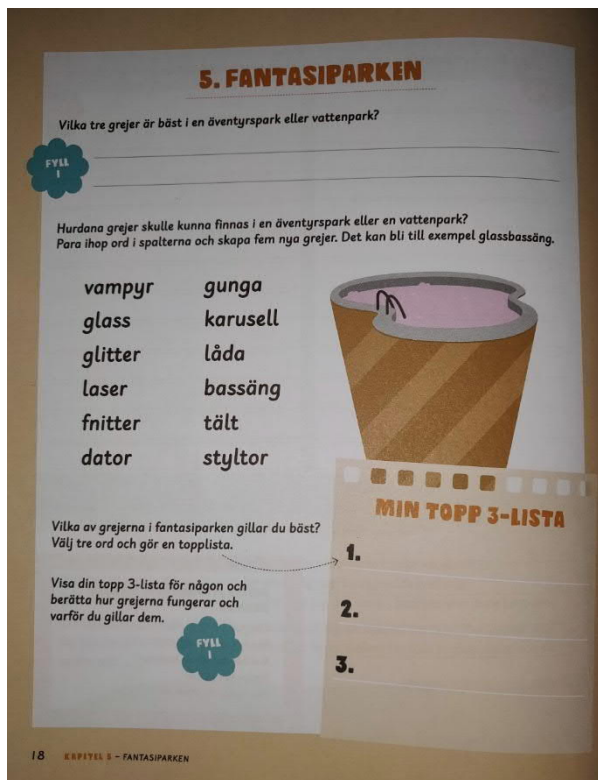 5. FANTASIPARKEN
Vilka tre grejer är bäst i en äventyrspark eller vattenpark?
FYLL
I
Hurdana grejer skulle kunna finnas i en äventyrspark eller en vattenpark?
Para ihop ord i spalterna och skapa fem nya grejer. Det kan bli till exempel glassbassäng.
vampyr gunga
glass karusell
glitter låda
laser bassäng
fnitter tält
dator styltor
Vilka av grejerna i fantasiparken gillar du bäst?
Välj tre ord och gör en topplista.
Visa din topp 3-lista för någon och
berätta hur grejerna fungerar och
varför du gillar dem.
FYLL
I
MIN TOPP 3-LISTA
1.
2.
3.
18 KAPITEL 5 – FANTASIPARKEN